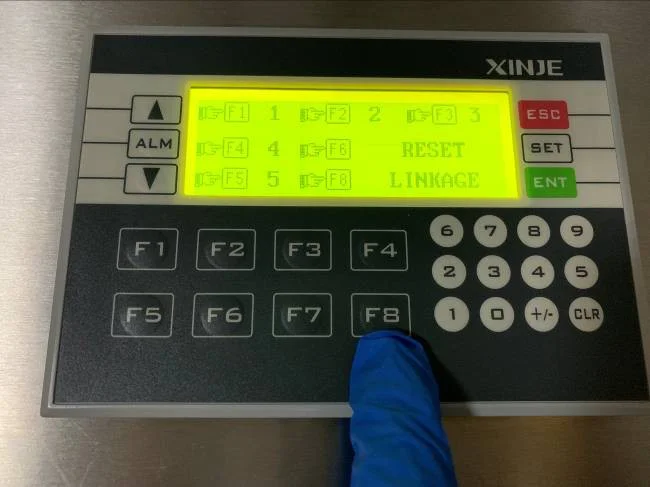 XINJE
F1 1 F2 2 F3 3
F4 4 F6 RESET
F5 5 F8 LINKAGE
ALM
ESC
SET
ENT
F1 F2 F3 F4
F5 F6 F7 F8
6 7 8 9
2 3 4 5
1 0 +/- CLR